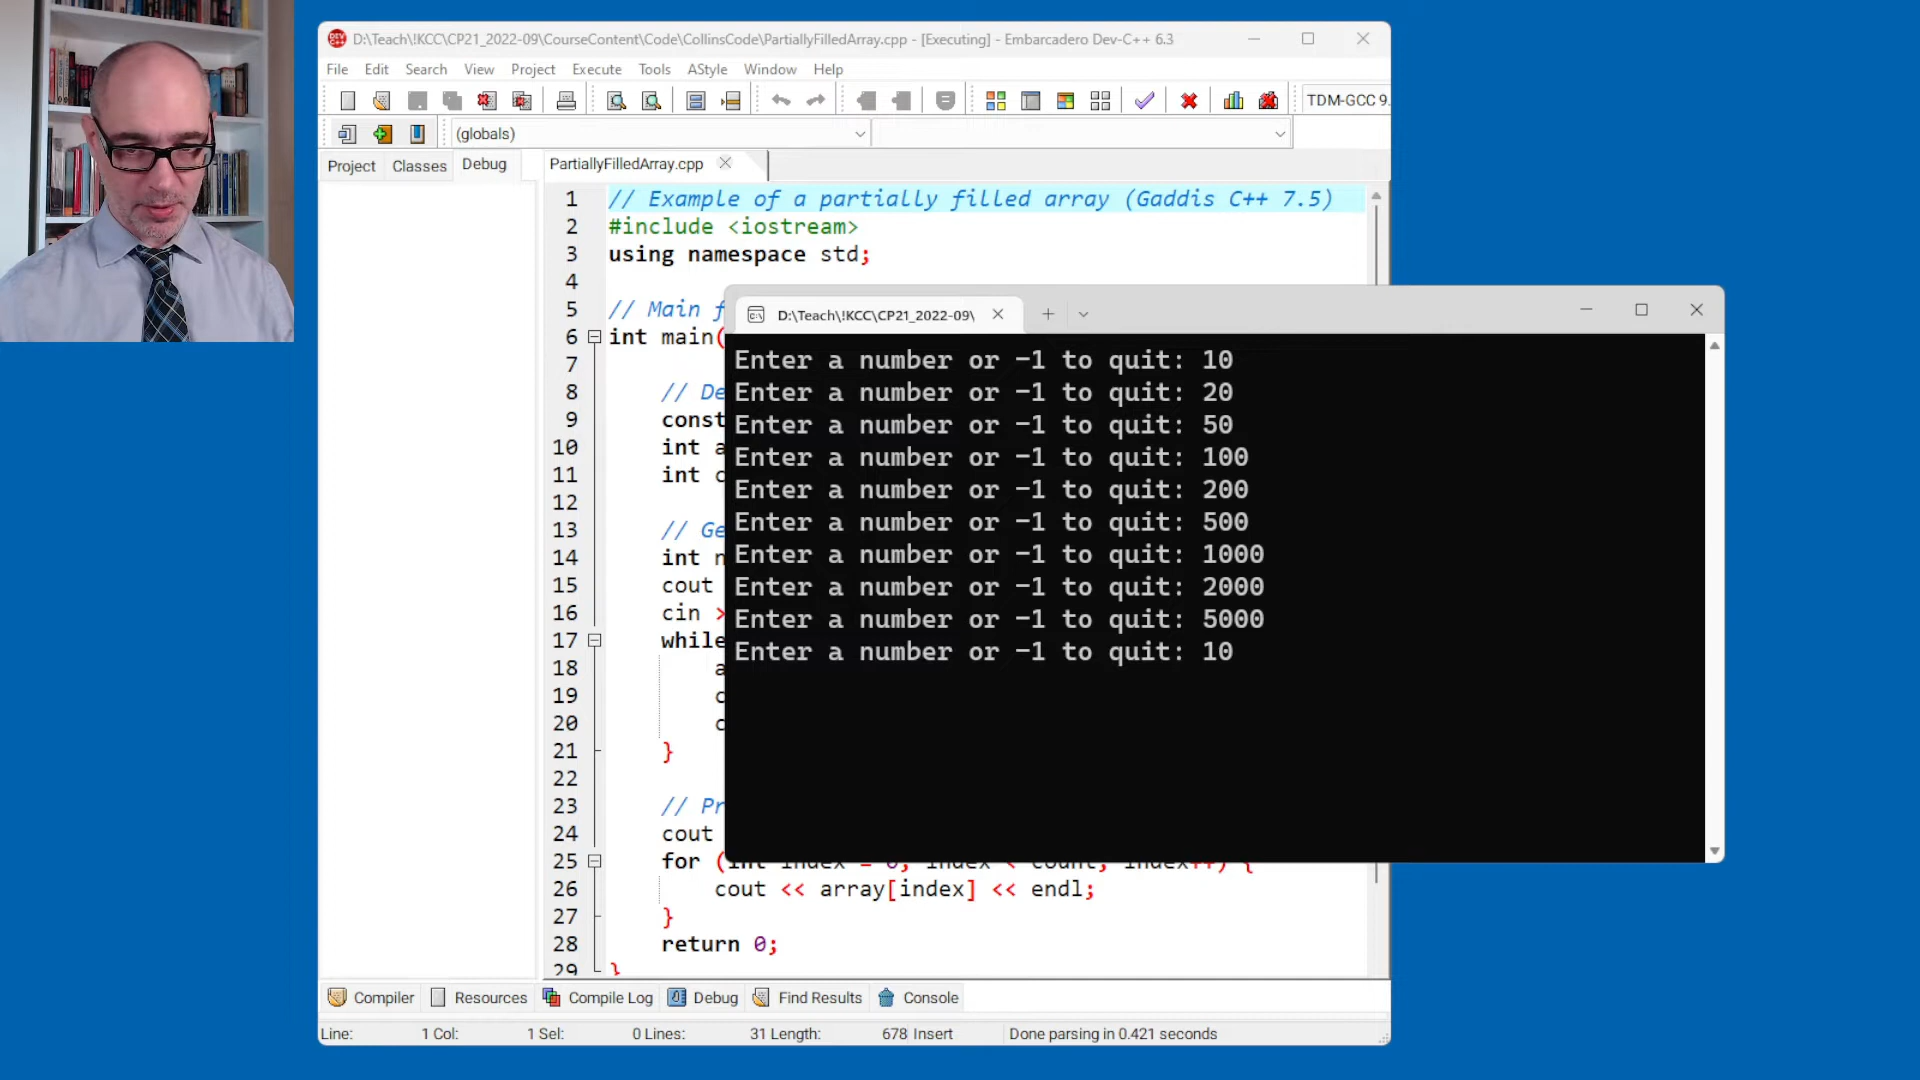 D:\Teach\!KCC\CP21_2022-09\CourseContent\Code\CollinsCode\PartiallyFilledArray.cpp - [Executing] - Embarcadero Dev-C++ 6.3
File Edit Search View Project Execute Tools AStyle Window Help
TDM-GCC 9.
(globals)
Project Classes Debug
PartiallyFilledArray.cpp
1 // Example of a partially filled array (Gaddis C++ 7.5)
2 #include <iostream>
3 using namespace std;
4
5 // Main f
6 int main(
7
8 // De
9 const
10 int a
11 int c
12
13 // Ge
14 int n
15 cout
16 cin >
17 while
18 a
19 c
20 c
21 }
22
23 // Pr
24 cout
25 for (int index = 0; index < count; index++) {
26 cout << array[index] << endl;
27 }
28 return 0;
29 }
D:\Teach\!KCC\CP21_2022-09\
Enter a number or -1 to quit: 10
Enter a number or -1 to quit: 20
Enter a number or -1 to quit: 50
Enter a number or -1 to quit: 100
Enter a number or -1 to quit: 200
Enter a number or -1 to quit: 500
Enter a number or -1 to quit: 1000
Enter a number or -1 to quit: 2000
Enter a number or -1 to quit: 5000
Enter a number or -1 to quit: 10
Compiler Resources Compile Log Debug Find Results Console
Line: 1 Col: 1 Sel: 0 Lines: 31 Length: 678 Insert Done parsing in 0.421 seconds